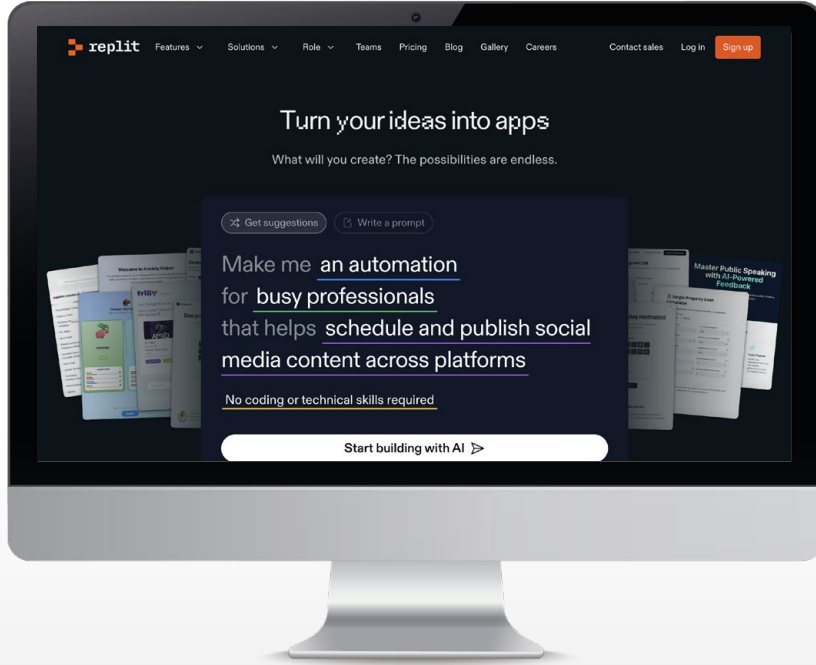 replit Features Solutions Role Teams Pricing Blog Gallery Careers Contact sales Log in Sign up
Turn your ideas into apps
What will you create? The possibilities are endless.
Get suggestions Write a prompt
Make me an automation
for busy professionals
that helps schedule and publish social
media content across platforms
No coding or technical skills required
Start building with AI
Master Public Speaking
with AI-Powered
Feedback